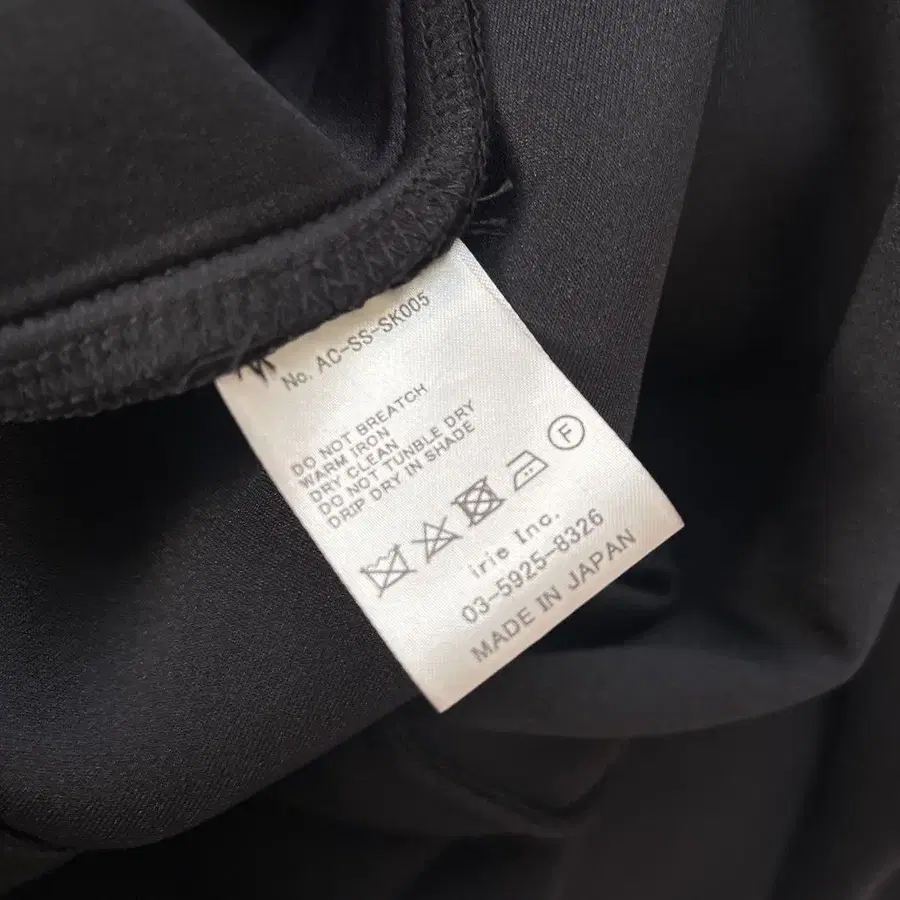 No. AC-SS-SK005
DO NOT BREATCH
WARM IRON
DRY CLEAN
DO NOT TUNBLE DRY
DRIP DRY IN SHADE
F
irie Inc.
03-5925-8326
MADE IN JAPAN